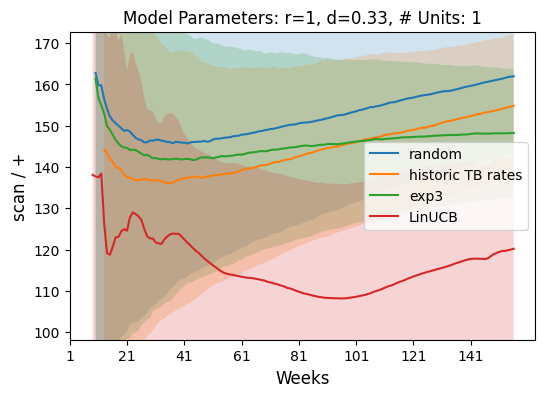 Model Parameters: r=1, d=0.33, # Units: 1
scan / +
170
160
150
140
130
120
110
100
random
historic TB rates
exp3
LinUCB
1 21 41 61 81 101 121 141
Weeks